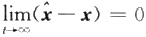 lim(x̂ − x) = 0
t→∞